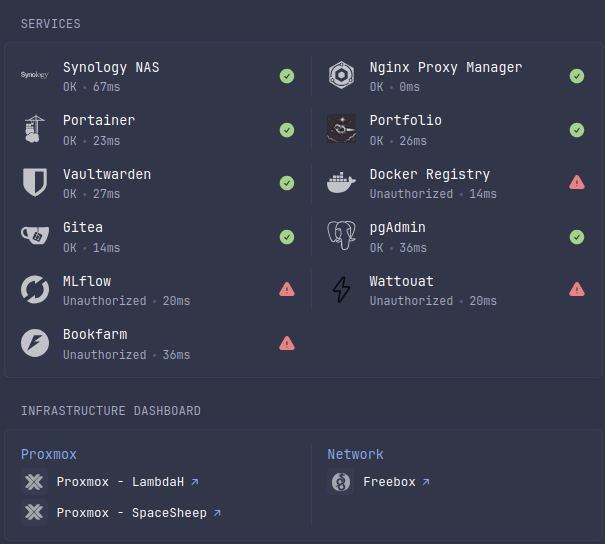 SERVICES
Synology
Synology NAS
OK • 67ms
Nginx Proxy Manager
OK • 0ms
Portainer
OK • 23ms
Portfolio
OK • 26ms
Vaultwarden
OK • 27ms
Docker Registry
Unauthorized • 14ms
Gitea
OK • 14ms
pgAdmin
OK • 36ms
MLflow
Unauthorized • 20ms
Wattouat
Unauthorized • 20ms
Bookfarm
Unauthorized • 36ms
INFRASTRUCTURE DASHBOARD
Proxmox
Proxmox - LambdaH ↗
Proxmox - SpaceSheep ↗
Network
Freebox ↗